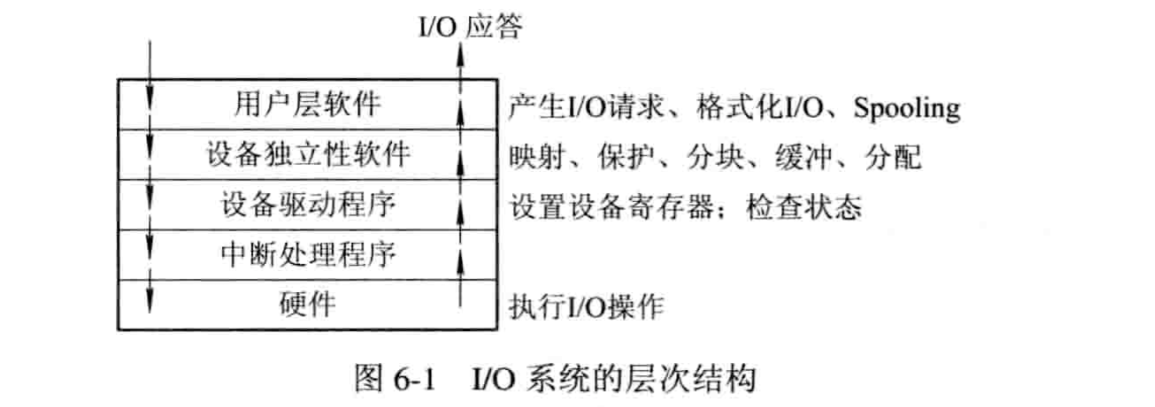 I/O 应答
用户层软件 产生I/O请求、格式化I/O、Spooling
设备独立性软件 映射、保护、分块、缓冲、分配
设备驱动程序 设置设备寄存器；检查状态
中断处理程序
硬件 执行I/O操作
图 6-1 I/O 系统的层次结构